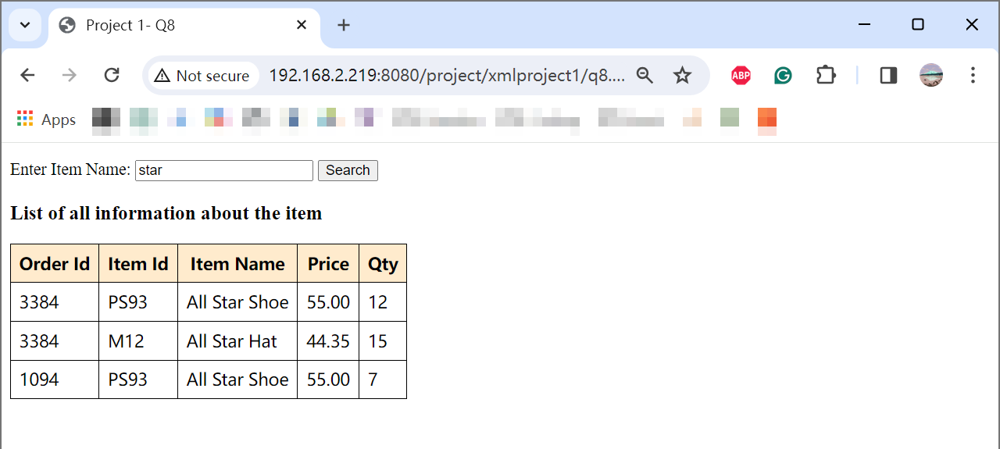 Project 1- Q8
Not secure 192.168.2.219:8080/project/xmlproject1/q8....
ABP
Apps
Enter Item Name: star Search
List of all information about the item
Order Id Item Id Item Name Price Qty
3384 PS93 All Star Shoe 55.00 12
3384 M12 All Star Hat 44.35 15
1094 PS93 All Star Shoe 55.00 7